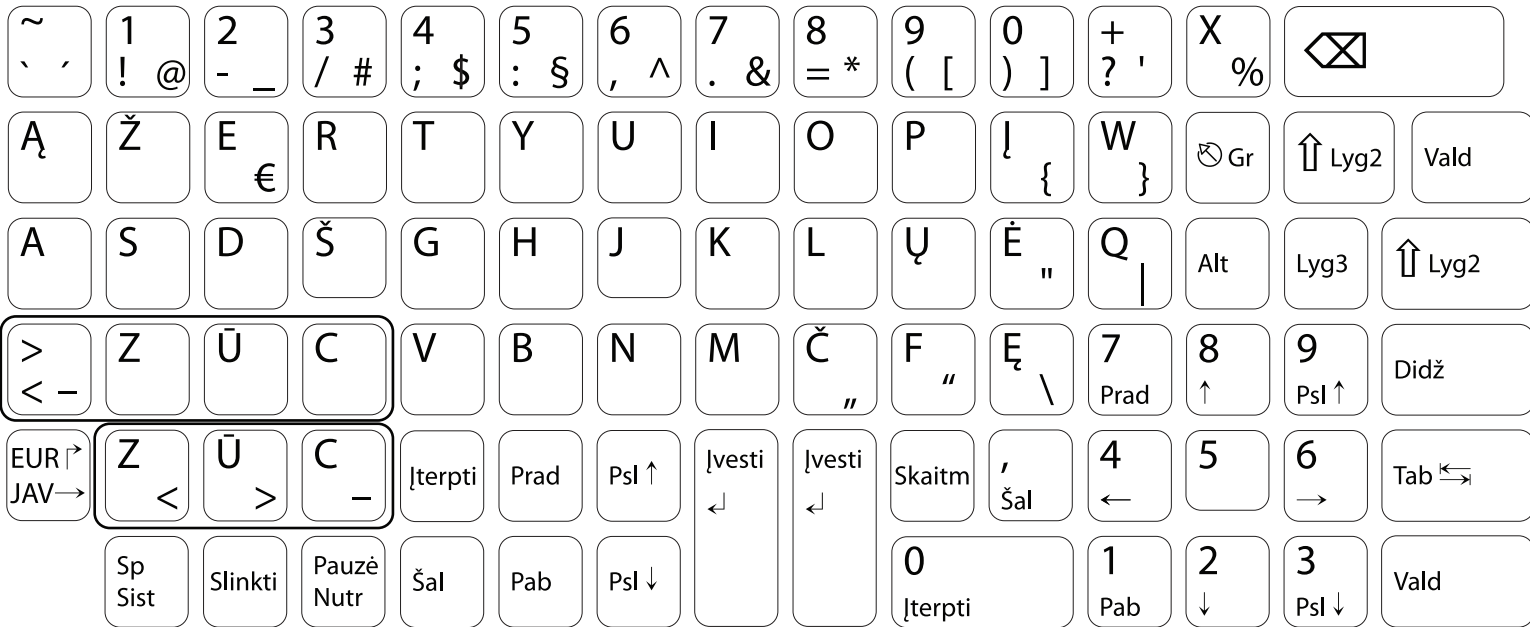 ~ 1 2 3 4 5 6 7 8 9 0 + X
` ´ ! @ - _ / # ; $ : § , ^ . & = * ( [ ) ] ? ' % ⌫
Ą Ž E R T Y U I O P Į W
€ { } Gr ⇧ Lyg2 Vald
A S D Š G H J K L Ų Ė Q
" | Alt Lyg3 ⇧ Lyg2
> Z Ū C V B N M Č F Ę 7 8 9
< – „ “ \ Prad ↑ Psl ↑ Didž
EUR Z Ū C Įterpti Prad Psl ↑ Įvesti Įvesti Skaitm , 4 5 6
JAV→ < > – ↲ ↲ Šal ← → Tab
Sp Slinkti Pauzė Šal Pab Psl ↓ 0 1 2 3
Sist Nutr Įterpti Pab ↓ Psl ↓ Vald